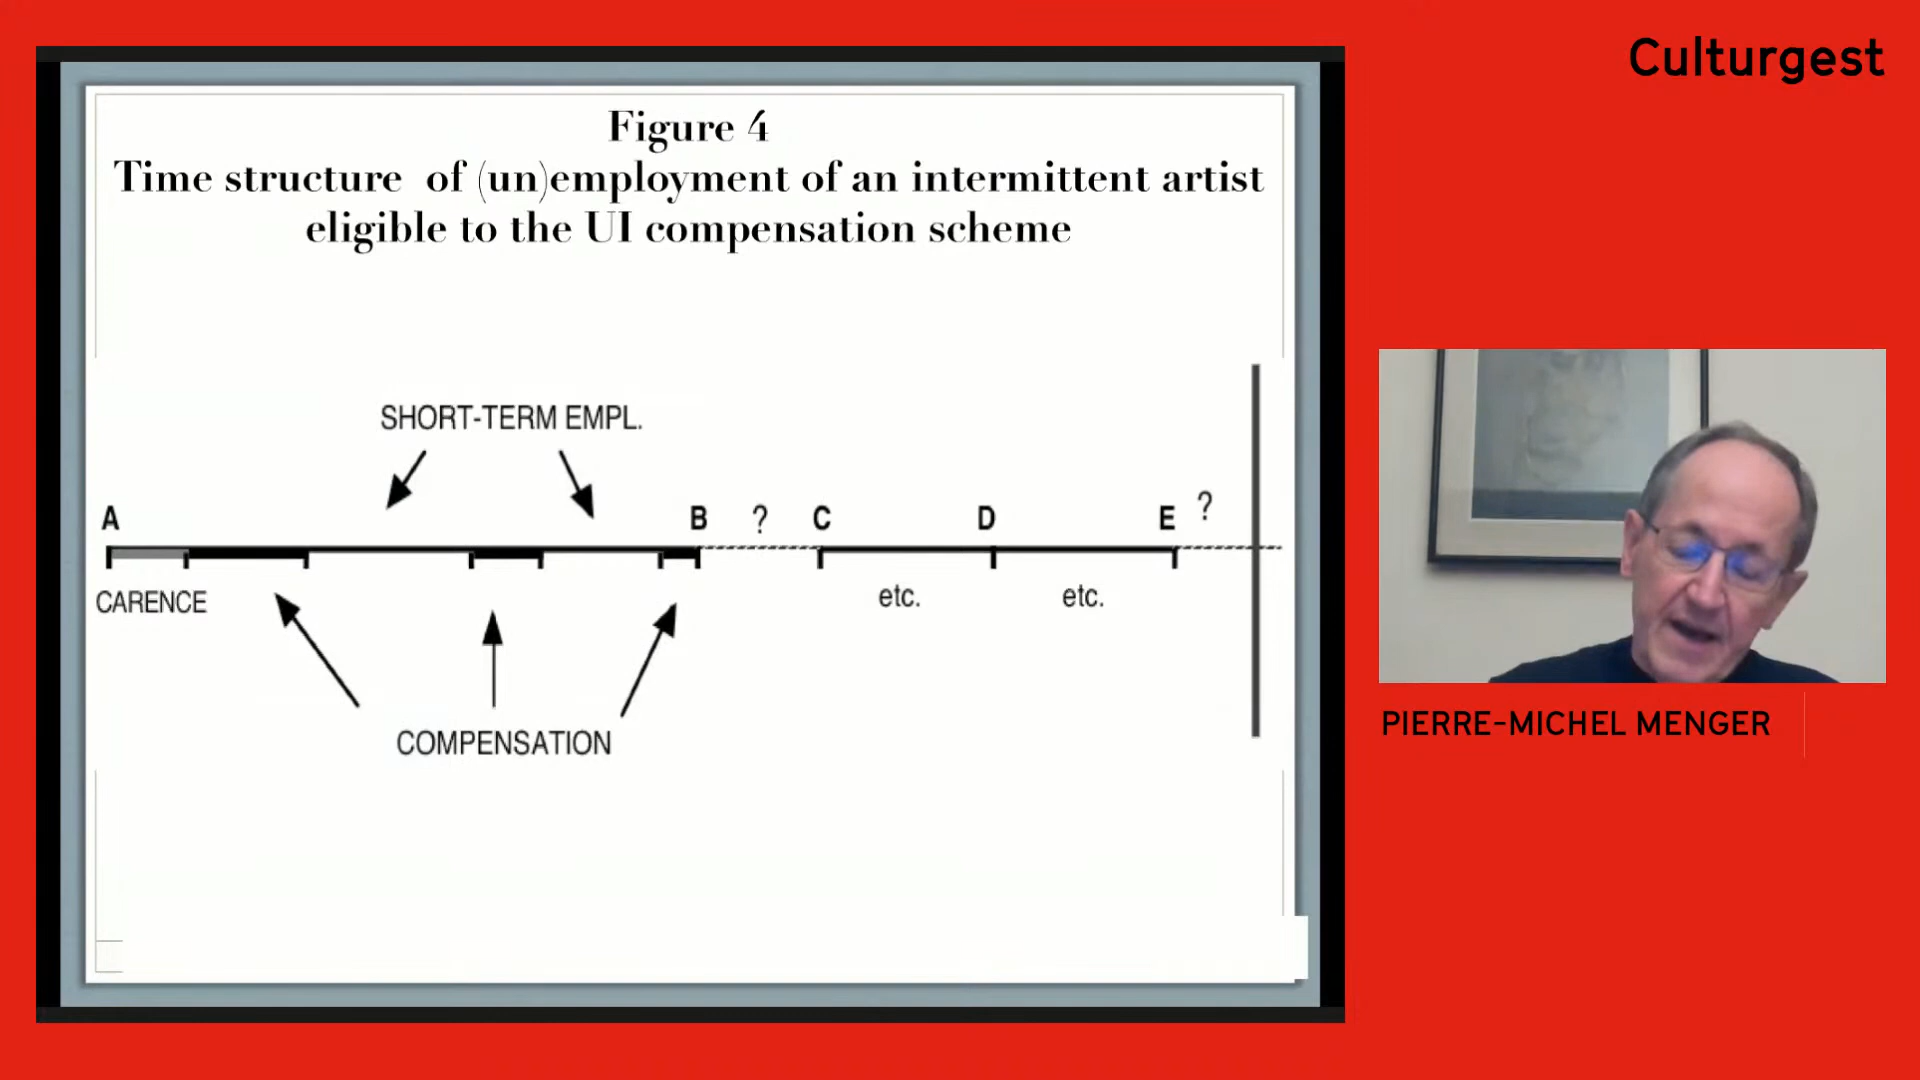 Culturgest
Figure 4
Time structure of (un)employment of an intermittent artist
eligible to the UI compensation scheme
SHORT-TERM EMPL.
A
B
?
C
D
E
?
CARENCE
etc.
etc.
COMPENSATION
PIERRE-MICHEL MENGER